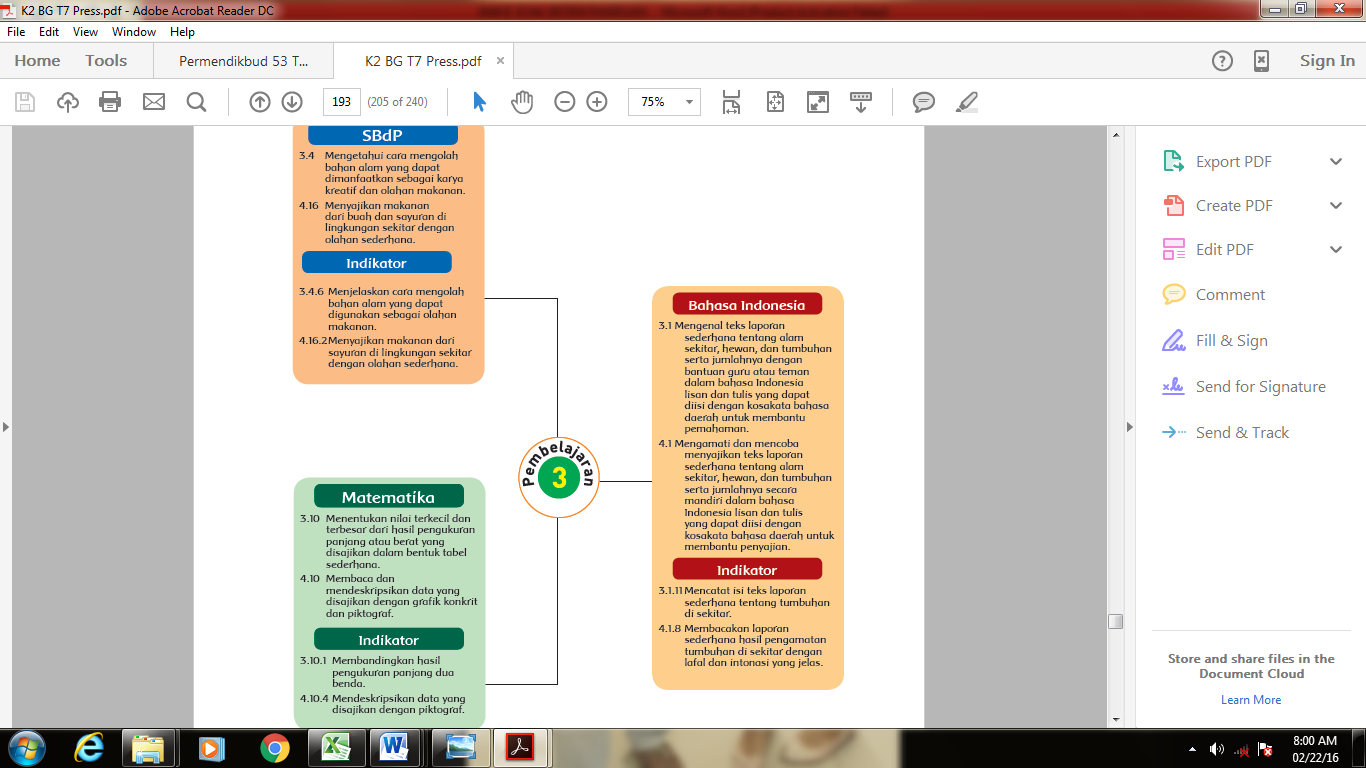 K2 BG T7 Press.pdf - Adobe Acrobat Reader DC
File Edit View Window Help
Home Tools Permendikbud 53 T... K2 BG T7 Press.pdf × Sign In
193 (205 of 240) 75%
SBdP
3.4 Mengetahui cara mengolah
bahan alam yang dapat
dimanfaatkan sebagai karya
kreatif dan olahan makanan.
4.16 Menyajikan makanan
dari buah dan sayuran di
lingkungan sekitar dengan
olahan sederhana.
Indikator
3.4.6 Menjelaskan cara mengolah
bahan alam yang dapat
digunakan sebagai olahan
makanan.
4.16.2Menyajikan makanan dari
sayuran di lingkungan sekitar
dengan olahan sederhana.
Pembelajaran
3
Matematika
3.10 Menentukan nilai terkecil dan
terbesar dari hasil pengukuran
panjang atau berat yang
disajikan dalam bentuk tabel
sederhana.
4.10 Membaca dan
mendeskripsikan data yang
disajikan dengan grafik konkrit
dan piktograf.
Indikator
3.10.1 Membandingkan hasil
pengukuran panjang dua
benda.
4.10.4 Mendeskripsikan data yang
disajikan dengan piktograf.
Bahasa Indonesia
3.1 Mengenal teks laporan
sederhana tentang alam
sekitar, hewan, dan tumbuhan
serta jumlahnya dengan
bantuan guru atau teman
dalam bahasa Indonesia
lisan dan tulis yang dapat
diisi dengan kosakata bahasa
daerah untuk membantu
pemahaman.
4.1 Mengamati dan mencoba
menyajikan teks laporan
sederhana tentang alam
sekitar, hewan, dan tumbuhan
serta jumlahnya secara
mandiri dalam bahasa
Indonesia lisan dan tulis
yang dapat diisi dengan
kosakata bahasa daerah untuk
membantu penyajian.
Indikator
3.1.11 Mencatat isi teks laporan
sederhana tentang tumbuhan
di sekitar.
4.1.8 Membacakan laporan
sederhana hasil pengamatan
tumbuhan di sekitar dengan
lafal dan intonasi yang jelas.
Export PDF
Create PDF
Edit PDF
Comment
Fill & Sign
Send for Signature
Send & Track
Store and share files in the
Document Cloud
Learn More
8:00 AM
02/22/16